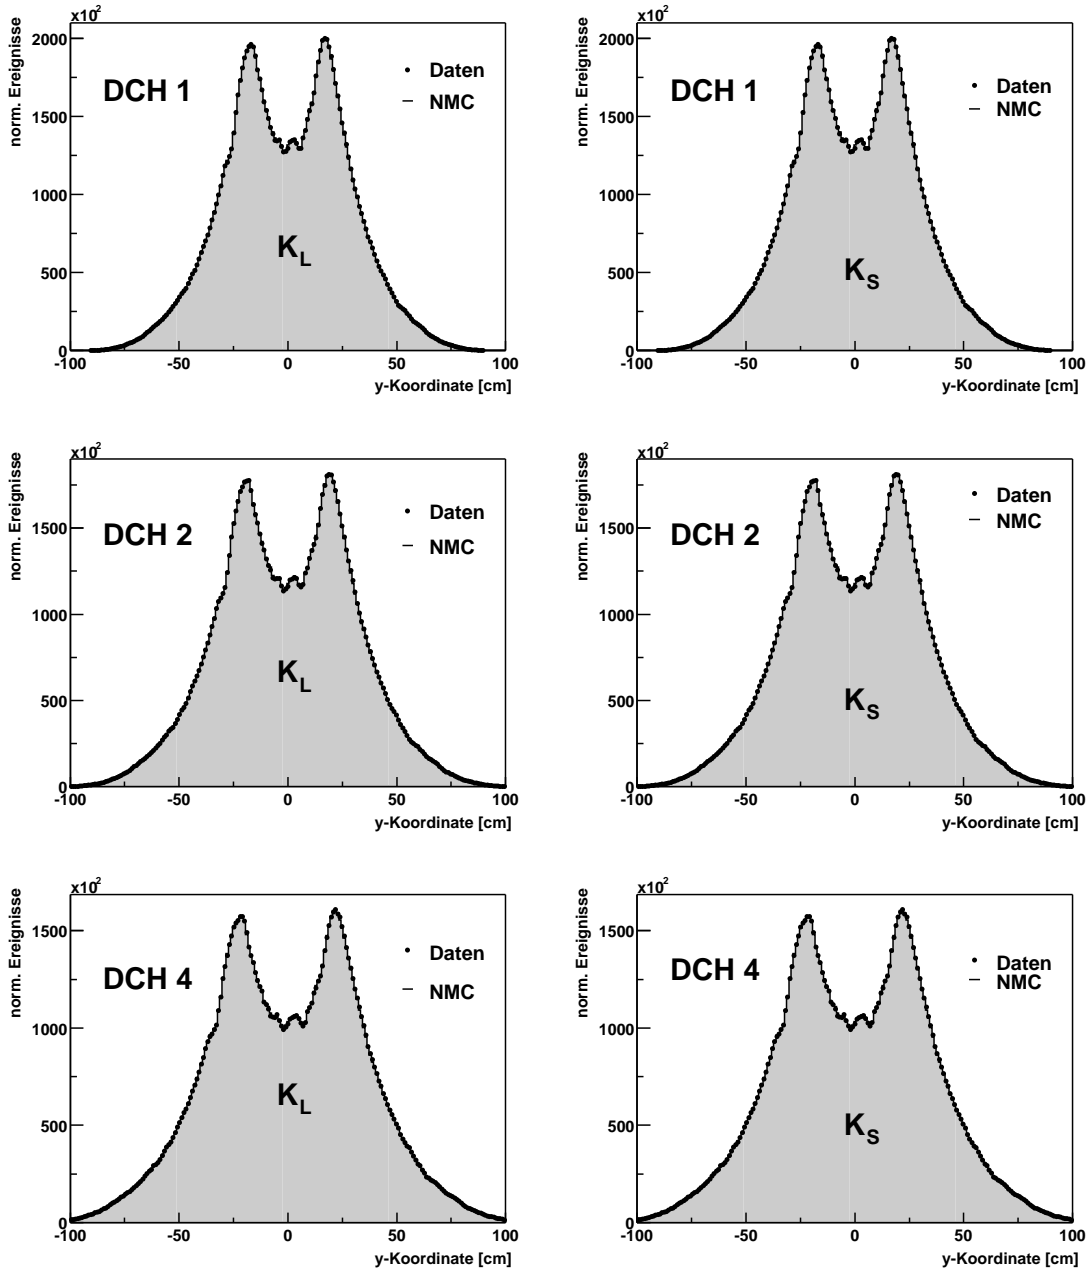 x10² x10²
norm. Ereignisse norm. Ereignisse
2000 2000
DCH 1 • Daten DCH 1 • Daten
— NMC — NMC
1500 1500
1000 1000
K_L K_S
500 500
0 0
-100 -50 0 50 100 -100 -50 0 50 100
y-Koordinate [cm] y-Koordinate [cm]
x10² x10²
norm. Ereignisse norm. Ereignisse
DCH 2 • Daten DCH 2 • Daten
— NMC — NMC
1500 1500
1000 1000
K_L K_S
500 500
0 0
-100 -50 0 50 100 -100 -50 0 50 100
y-Koordinate [cm] y-Koordinate [cm]
x10² x10²
norm. Ereignisse norm. Ereignisse
1500 1500
DCH 4 • Daten DCH 4 • Daten
— NMC — NMC
1000 1000
K_L K_S
500 500
0 0
-100 -50 0 50 100 -100 -50 0 50 100
y-Koordinate [cm] y-Koordinate [cm]